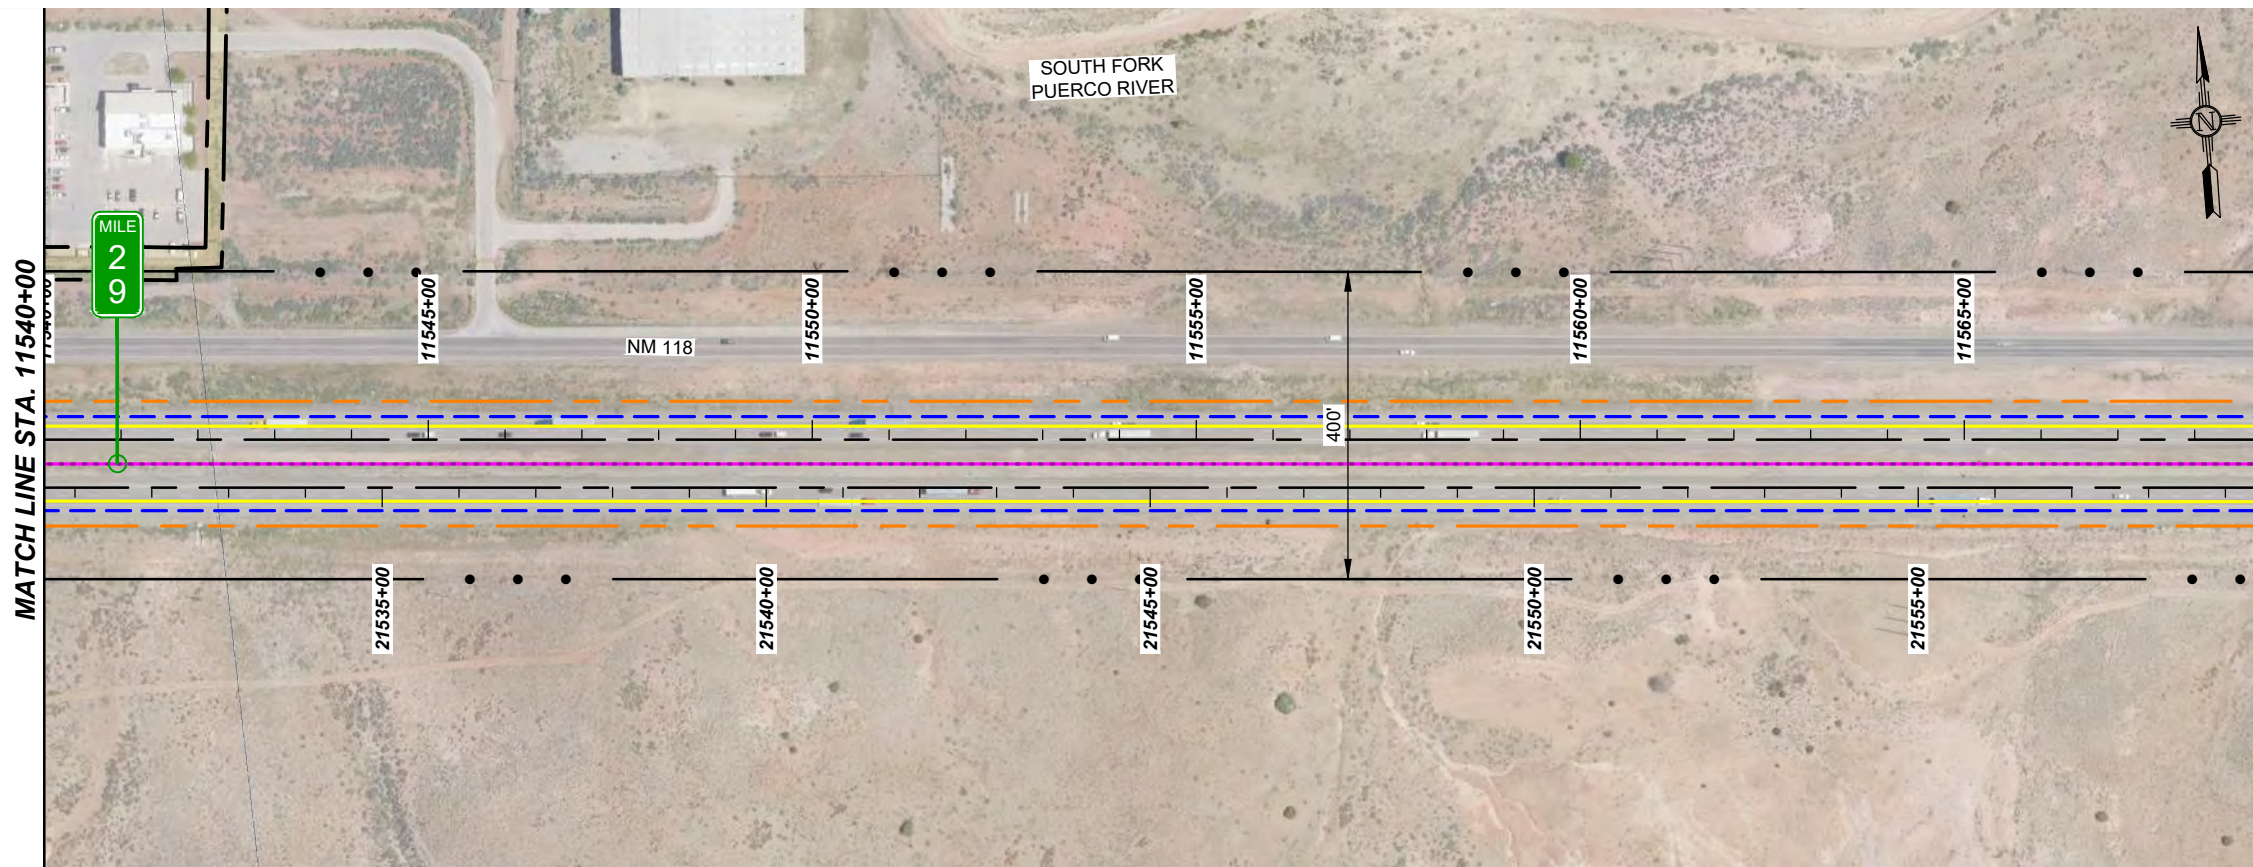 SOUTH FORK
PUERCO RIVER
N
MILE
2
9
MATCH LINE STA. 11540+00
11545+00
11550+00
11555+00
11560+00
11565+00
NM 118
400'
21535+00
21540+00
21545+00
21550+00
21555+00